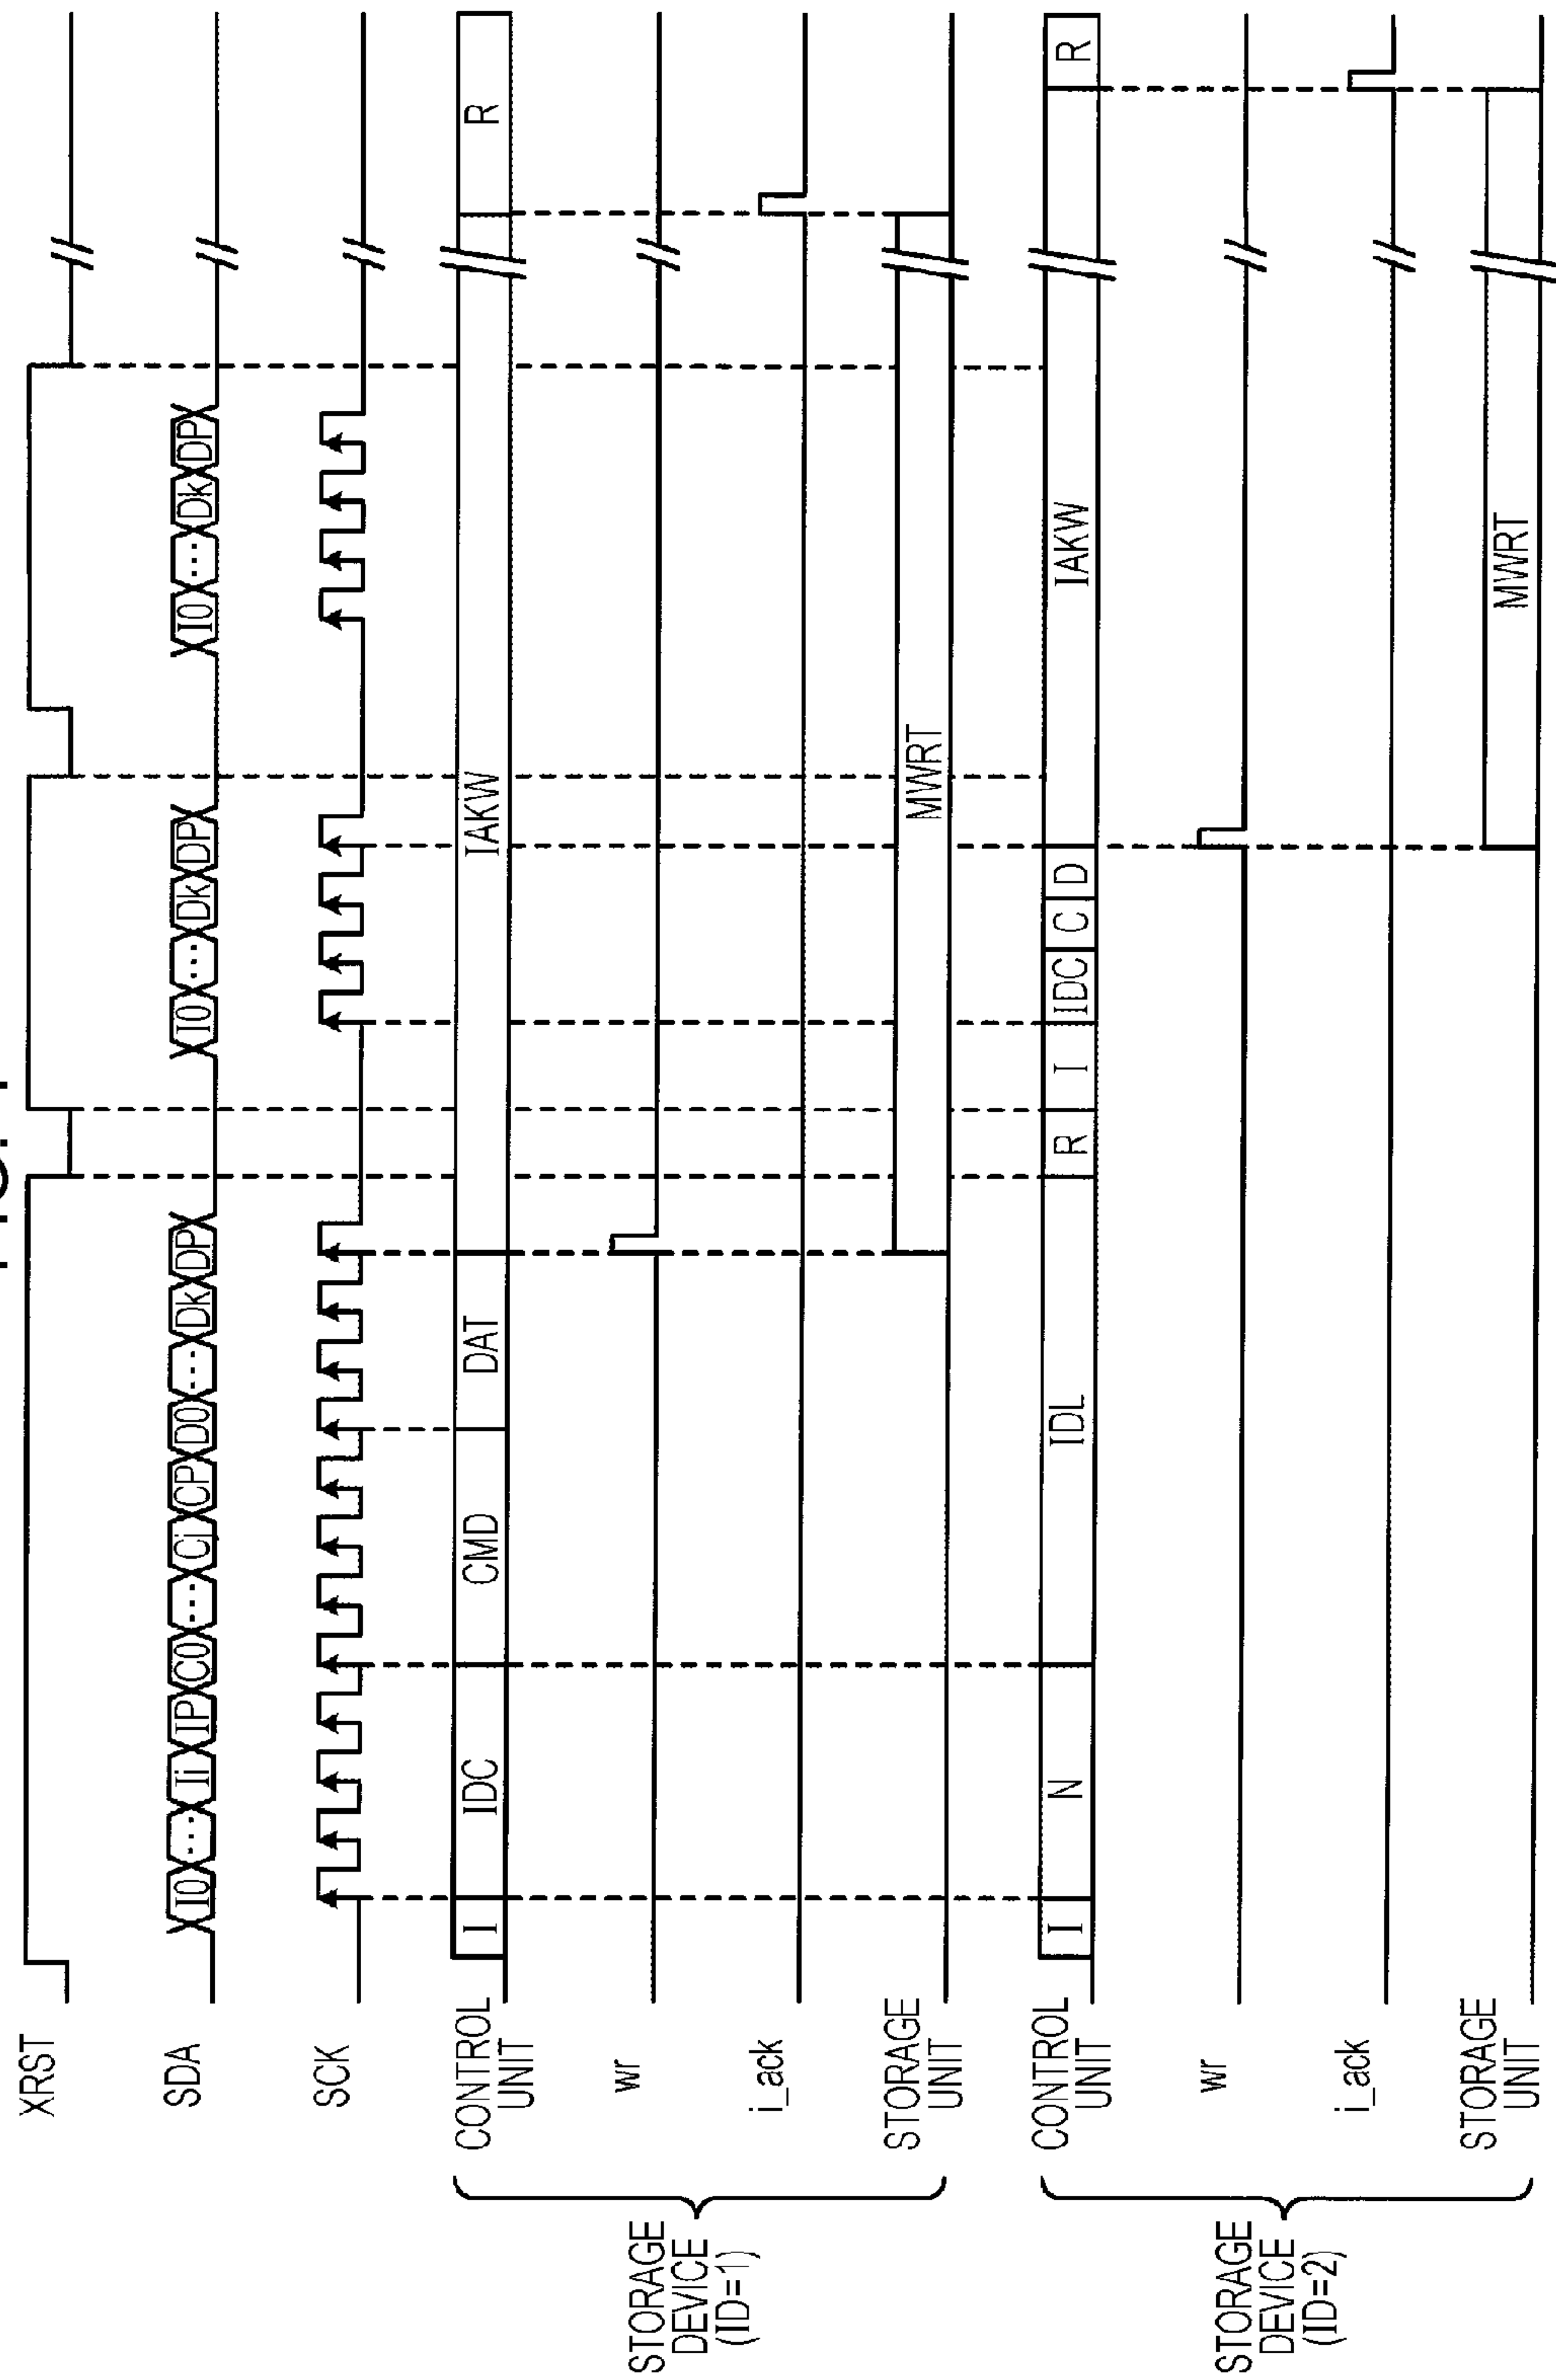 XRST
SDA
I0 ... Ii IP C0 ... Cj CP D0 ... Dk DP I0 ... Dk DP I0 ... Dk DP
SCK
STORAGE
DEVICE
(ID=1)
CONTROL
UNIT
I IDC CMD DAT IAKW R
wr
i_ack
STORAGE
UNIT
MWRT
STORAGE
DEVICE
(ID=2)
CONTROL
UNIT
I N IDL R I IDC C D IAKW R
wr
i_ack
STORAGE
UNIT
MWRT